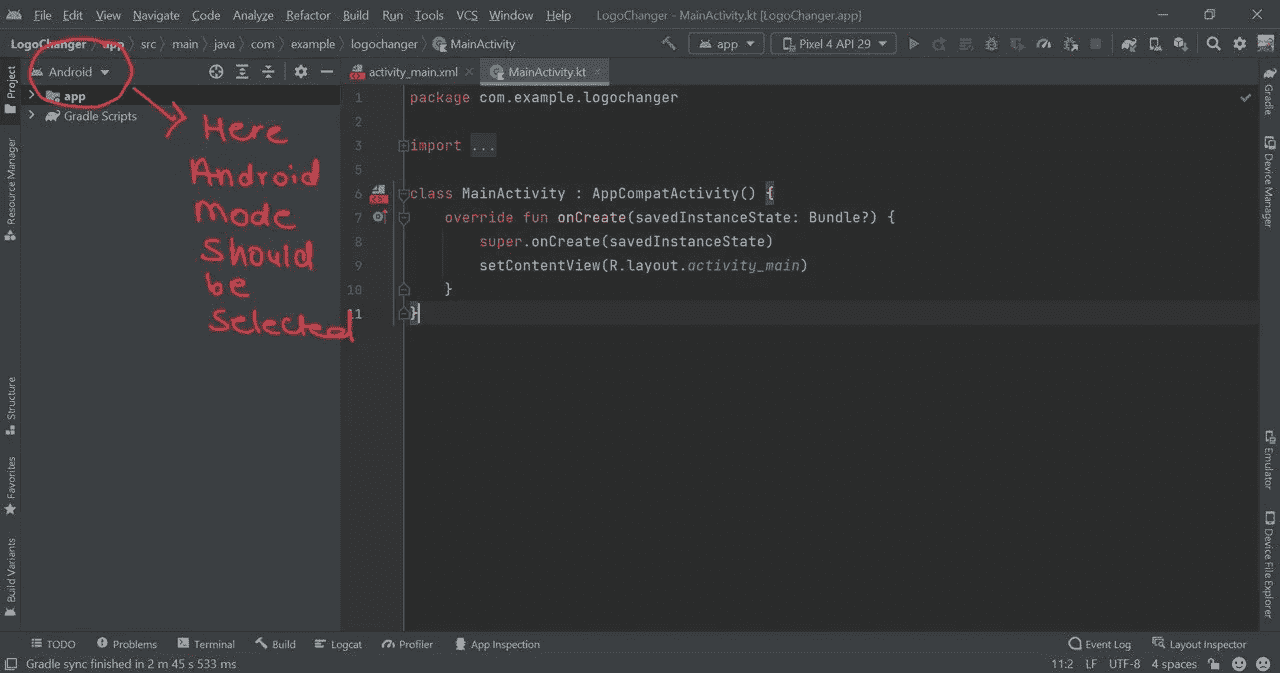 File Edit View Navigate Code Analyze Refactor Build Run Tools VCS Window Help LogoChanger - MainActivity.kt [LogoChanger.app]
LogoChanger app src main java com example logochanger MainActivity app Pixel 4 API 29
Android activity_main.xml MainActivity.kt
app
Gradle Scripts
Here
Android
Mode
Should
be
Selected
1 package com.example.logochanger
2
3 import ...
5
6 class MainActivity : AppCompatActivity() {
7 override fun onCreate(savedInstanceState: Bundle?) {
8 super.onCreate(savedInstanceState)
9 setContentView(R.layout.activity_main)
10 }
11 }
Project
Resource Manager
Structure
Favorites
Build Variants
Gradle
Device Manager
Emulator
Device File Explorer
TODO Problems Terminal Build Logcat Profiler App Inspection Event Log Layout Inspector
Gradle sync finished in 2 m 45 s 533 ms 11:2 LF UTF-8 4 spaces